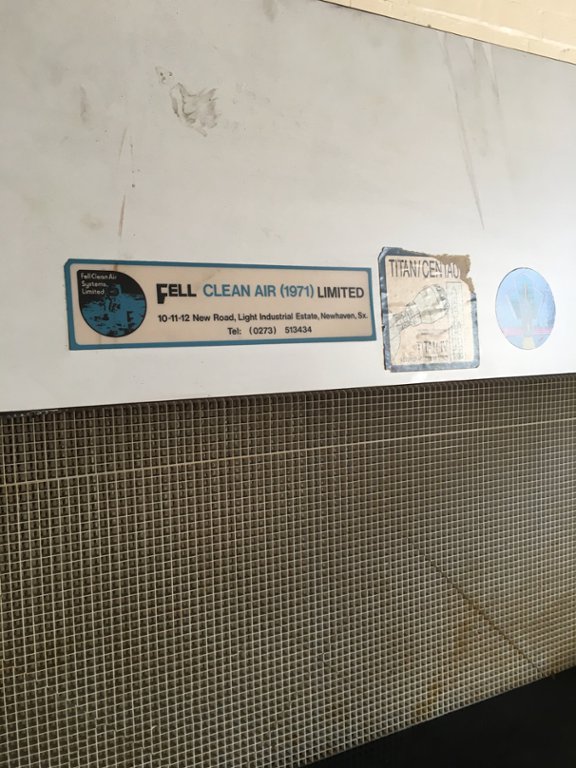 Fell Clean Air
Systems,
Limited.
FELL CLEAN AIR (1971) LIMITED
10-11-12 New Road, Light Industrial Estate, Newhaven, Sx.
Tel: (0273) 513434
TITAN/CENTAU